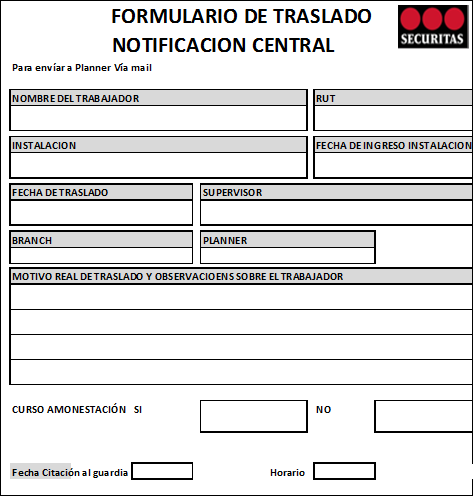 FORMULARIO DE TRASLADO
NOTIFICACION CENTRAL
SECURITAS
Para envíar a Planner Vía mail
NOMBRE DEL TRABAJADOR RUT
INSTALACION FECHA DE INGRESO INSTALACION
FECHA DE TRASLADO SUPERVISOR
BRANCH PLANNER
MOTIVO REAL DE TRASLADO Y OBSERVACIOENS SOBRE EL TRABAJADOR
CURSO AMONESTACIÓN SI NO
Fecha Citación al guardia Horario